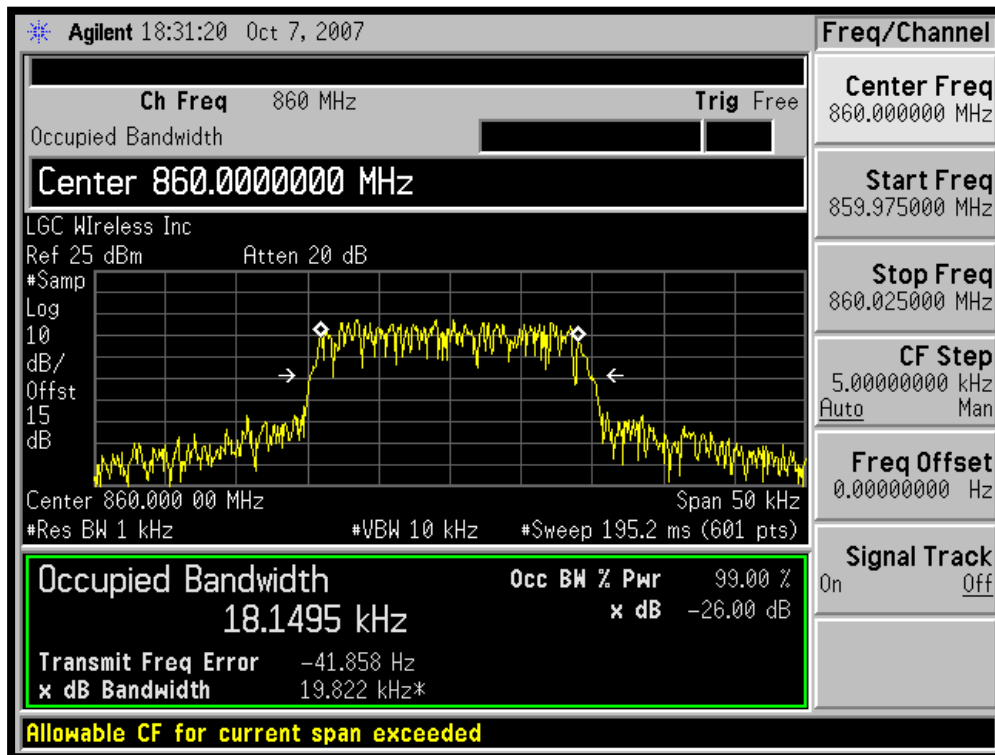 Agilent 18:31:20 Oct 7, 2007
Freq/Channel
Ch Freq 860 MHz Trig Free
Occupied Bandwidth
Center 860.0000000 MHz
LGC WIreless Inc
Ref 25 dBm Atten 20 dB
#Samp
Log
10
dB/
Offst
15
dB
Center 860.000 00 MHz Span 50 kHz
#Res BW 1 kHz #VBW 10 kHz #Sweep 195.2 ms (601 pts)
Occupied Bandwidth Occ BW % Pwr 99.00 %
18.1495 kHz x dB -26.00 dB
Transmit Freq Error -41.858 Hz
x dB Bandwidth 19.822 kHz*
Allowable CF for current span exceeded
Center Freq
860.000000 MHz
Start Freq
859.975000 MHz
Stop Freq
860.025000 MHz
CF Step
5.00000000 kHz
Auto Man
Freq Offset
0.00000000 Hz
Signal Track
On Off